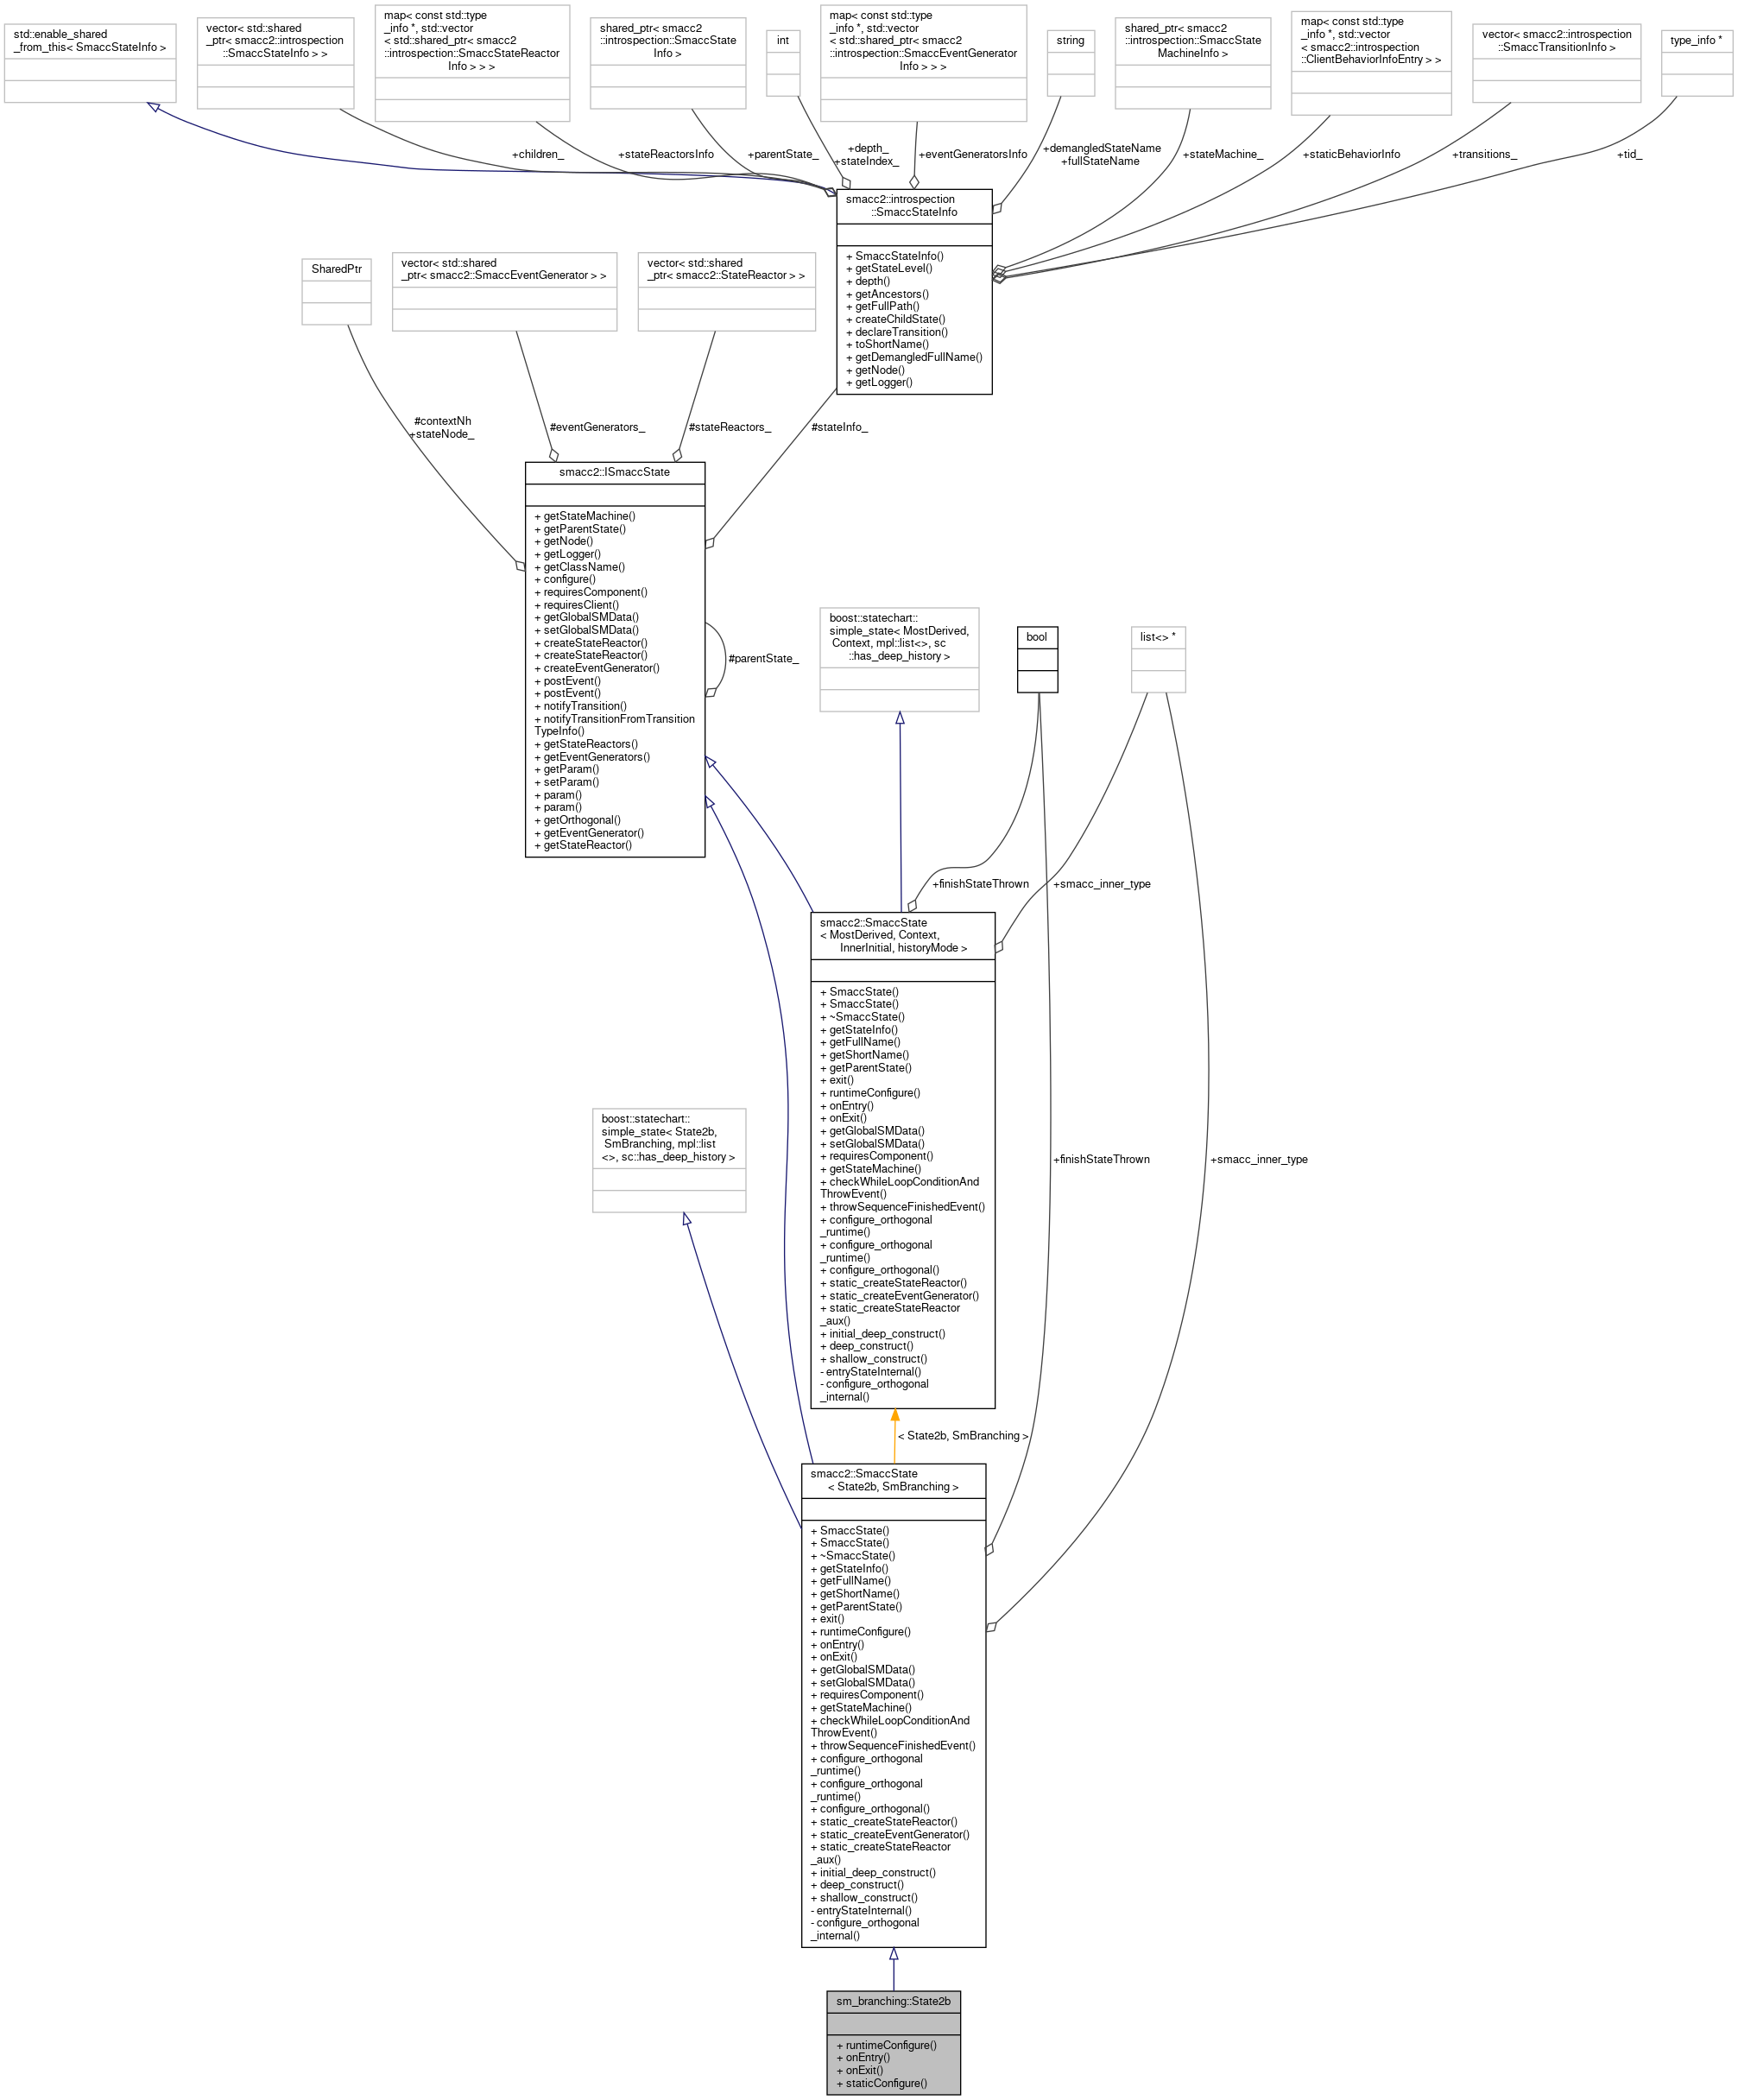 std::enable_shared
_from_this< SmaccStateInfo >
vector< std::shared
_ptr< smacc2::introspection
::SmaccStateInfo > >
map< const std::type
_info *, std::vector
< std::shared_ptr< smacc2
::introspection::SmaccStateReactor
Info > > >
shared_ptr< smacc2
::introspection::SmaccState
Info >
int
map< const std::type
_info *, std::vector
< std::shared_ptr< smacc2
::introspection::SmaccEventGenerator
Info > > >
string
shared_ptr< smacc2
::introspection::SmaccState
MachineInfo >
map< const std::type
_info *, std::vector
< smacc2::introspection
::ClientBehaviorInfoEntry > >
vector< smacc2::introspection
::SmaccTransitionInfo >
type_info *
+children_
+stateReactorsInfo
+parentState_
+depth_
+stateIndex_
+eventGeneratorsInfo
+demangledStateName
+fullStateName
+stateMachine_
+staticBehaviorInfo
+transitions_
+tid_
smacc2::introspection
::SmaccStateInfo
+ SmaccStateInfo()
+ getStateLevel()
+ depth()
+ getAncestors()
+ getFullPath()
+ createChildState()
+ declareTransition()
+ toShortName()
+ getDemangledFullName()
+ getNode()
+ getLogger()
SharedPtr
vector< std::shared
_ptr< smacc2::SmaccEventGenerator > >
vector< std::shared
_ptr< smacc2::StateReactor > >
#contextNh
+stateNode_
#eventGenerators_
#stateReactors_
#stateInfo_
smacc2::ISmaccState
+ getStateMachine()
+ getParentState()
+ getNode()
+ getLogger()
+ getClassName()
+ configure()
+ requiresComponent()
+ requiresClient()
+ getGlobalSMData()
+ setGlobalSMData()
+ createStateReactor()
+ createStateReactor()
+ createEventGenerator()
+ postEvent()
+ postEvent()
+ notifyTransition()
+ notifyTransitionFromTransition
TypeInfo()
+ getStateReactors()
+ getEventGenerators()
+ getParam()
+ setParam()
+ param()
+ param()
+ getOrthogonal()
+ getEventGenerator()
+ getStateReactor()
#parentState_
boost::statechart::
simple_state< MostDerived,
Context, mpl::list<>, sc
::has_deep_history >
bool
list<> *
+finishStateThrown
+smacc_inner_type
smacc2::SmaccState
< MostDerived, Context,
InnerInitial, historyMode >
+ SmaccState()
+ SmaccState()
+ ~SmaccState()
+ getStateInfo()
+ getFullName()
+ getShortName()
+ getParentState()
+ exit()
+ runtimeConfigure()
+ onEntry()
+ onExit()
+ getGlobalSMData()
+ setGlobalSMData()
+ requiresComponent()
+ getStateMachine()
+ checkWhileLoopConditionAnd
ThrowEvent()
+ throwSequenceFinishedEvent()
+ configure_orthogonal
_runtime()
+ configure_orthogonal
_runtime()
+ configure_orthogonal()
+ static_createStateReactor()
+ static_createEventGenerator()
+ static_createStateReactor
_aux()
+ initial_deep_construct()
+ deep_construct()
+ shallow_construct()
- entryStateInternal()
- configure_orthogonal
_internal()
boost::statechart::
simple_state< State2b,
SmBranching, mpl::list
<>, sc::has_deep_history >
+finishStateThrown
+smacc_inner_type
< State2b, SmBranching >
smacc2::SmaccState
< State2b, SmBranching >
+ SmaccState()
+ SmaccState()
+ ~SmaccState()
+ getStateInfo()
+ getFullName()
+ getShortName()
+ getParentState()
+ exit()
+ runtimeConfigure()
+ onEntry()
+ onExit()
+ getGlobalSMData()
+ setGlobalSMData()
+ requiresComponent()
+ getStateMachine()
+ checkWhileLoopConditionAnd
ThrowEvent()
+ throwSequenceFinishedEvent()
+ configure_orthogonal
_runtime()
+ configure_orthogonal
_runtime()
+ configure_orthogonal()
+ static_createStateReactor()
+ static_createEventGenerator()
+ static_createStateReactor
_aux()
+ initial_deep_construct()
+ deep_construct()
+ shallow_construct()
- entryStateInternal()
- configure_orthogonal
_internal()
sm_branching::State2b
+ runtimeConfigure()
+ onEntry()
+ onExit()
+ staticConfigure()